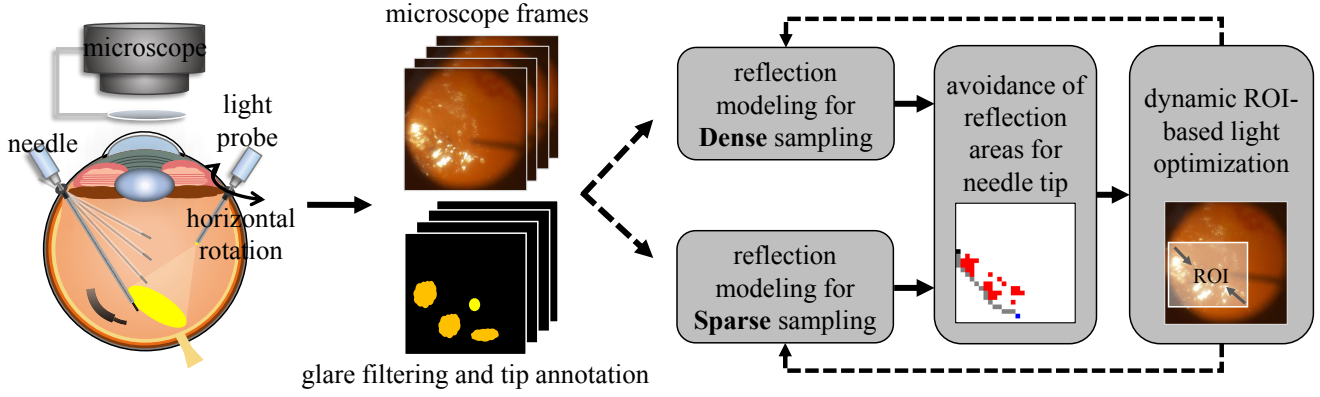 microscope
needle
light
probe
horizontal
rotation
microscope frames
glare filtering and tip annotation
reflection
modeling for
Dense sampling
reflection
modeling for
Sparse sampling
avoidance of
reflection
areas for
needle tip
dynamic ROI-
based light
optimization
ROI